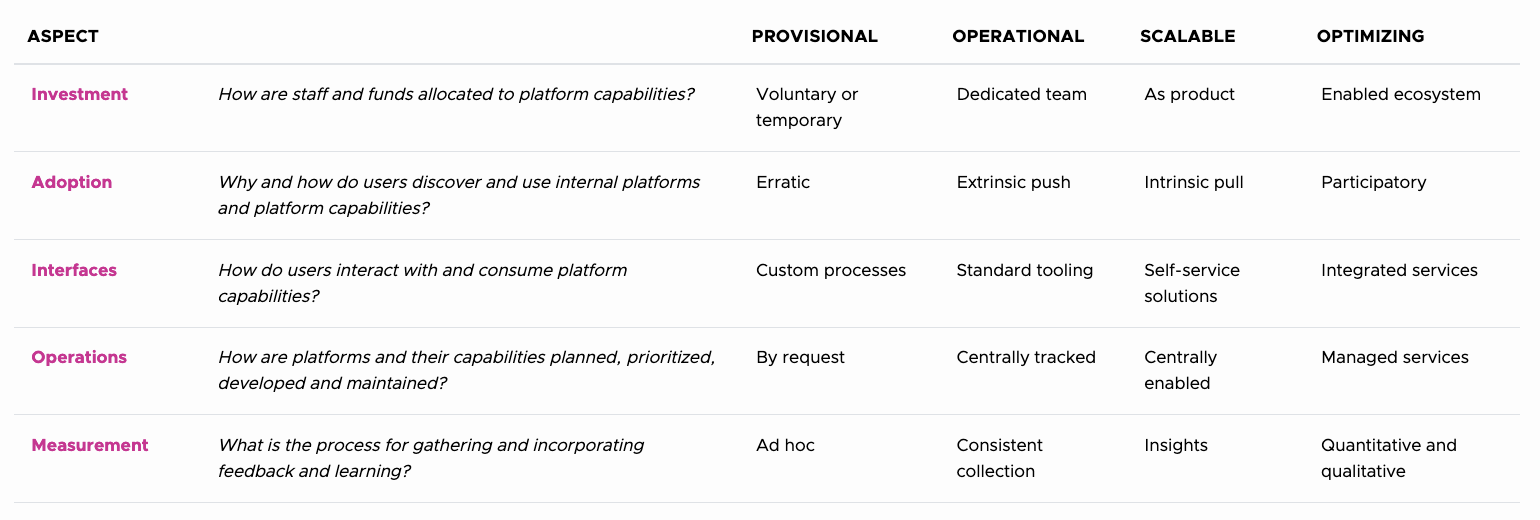 ASPECT PROVISIONAL OPERATIONAL SCALABLE OPTIMIZING
Investment How are staff and funds allocated to platform capabilities? Voluntary or Dedicated team As product Enabled ecosystem
temporary
Adoption Why and how do users discover and use internal platforms Erratic Extrinsic push Intrinsic pull Participatory
and platform capabilities?
Interfaces How do users interact with and consume platform Custom processes Standard tooling Self-service Integrated services
capabilities? solutions
Operations How are platforms and their capabilities planned, prioritized, By request Centrally tracked Centrally Managed services
developed and maintained? enabled
Measurement What is the process for gathering and incorporating Ad hoc Consistent Insights Quantitative and
feedback and learning? collection qualitative